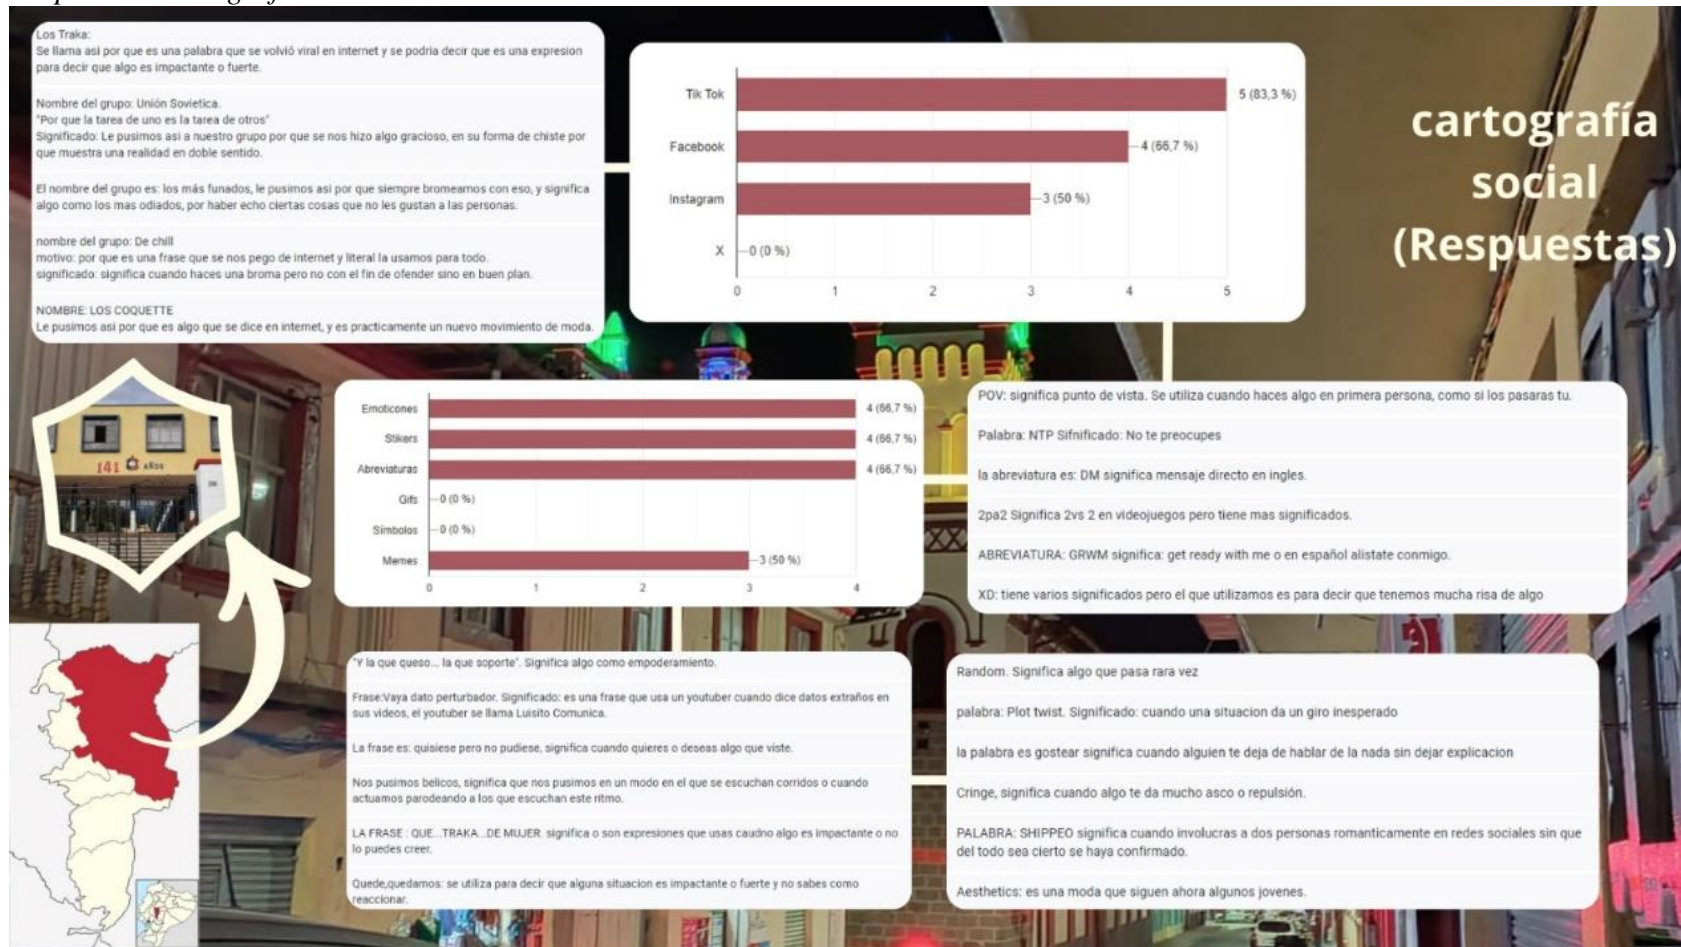 Los Traka:
Se llama asi por que es una palabra que se volvió viral en internet y se podria decir que es una expresion
para decir que algo es impactante o fuerte.
Nombre del grupo: Unión Sovietica.
"Por que la tarea de uno es la tarea de otros"
Significado: Le pusimos asi a nuestro grupo por que se nos hizo algo gracioso, en su forma de chiste por
que muestra una realidad en doble sentido.
El nombre del grupo es: los más funados, le pusimos asi por que siempre bromeamos con eso, y significa
algo como los mas odiados, por haber echo ciertas cosas que no les gustan a las personas.
nombre del grupo: De chill
motivo: por que es una frase que se nos pego de internet y literal la usamos para todo.
significado: significa cuando haces una broma pero no con el fin de ofender sino en buen plan.
NOMBRE: LOS COQUETTE
Le pusimos asi por que es algo que se dice en internet, y es practicamente un nuevo movimiento de moda.
Tik Tok 5 (83,3 %)
Facebook 4 (66,7 %)
Instagram 3 (50 %)
X 0 (0 %)
0 1 2 3 4 5
cartografía
social
(Respuestas)
141 AÑOS
Emoticones 4 (66,7 %)
Stikers 4 (66,7 %)
Abreviaturas 4 (66,7 %)
Gifs 0 (0 %)
Símbolos 0 (0 %)
Memes 3 (50 %)
0 1 2 3 4
POV: significa punto de vista. Se utiliza cuando haces algo en primera persona, como si los pasaras tu.
Palabra: NTP Sifnificado: No te preocupes
la abreviatura es: DM significa mensaje directo en ingles.
2pa2 Significa 2vs 2 en videojuegos pero tiene mas significados.
ABREVIATURA: GRWM significa: get ready with me o en español alistate conmigo.
XD: tiene varios significados pero el que utilizamos es para decir que tenemos mucha risa de algo
"Y la que queso... la que soporte". Significa algo como empoderamiento.
Frase:Vaya dato perturbador. Significado: es una frase que usa un youtuber cuando dice datos extraños en
sus videos, el youtuber se llama Luisito Comunica.
La frase es: quisiese pero no pudiese, significa cuando quieres o deseas algo que viste.
Nos pusimos belicos, significa que nos pusimos en un modo en el que se escuchan corridos o cuando
actuamos parodeando a los que escuchan este ritmo.
LA FRASE : QUE...TRAKA...DE MUJER. significa o son expresiones que usas caudno algo es impactante o no
lo puedes creer.
Quede,quedamos: se utiliza para decir que alguna situacion es impactante o fuerte y no sabes como
reaccionar.
Random. Significa algo que pasa rara vez
palabra: Plot twist. Significado: cuando una situacion da un giro inesperado
la palabra es gostear significa cuando alguien te deja de hablar de la nada sin dejar explicacion
Cringe, significa cuando algo te da mucho asco o repulsión.
PALABRA: SHIPPEO significa cuando involucras a dos personas romanticamente en redes sociales sin que
del todo sea cierto se haya confirmado.
Aesthetics: es una moda que siguen ahora algunos jovenes.